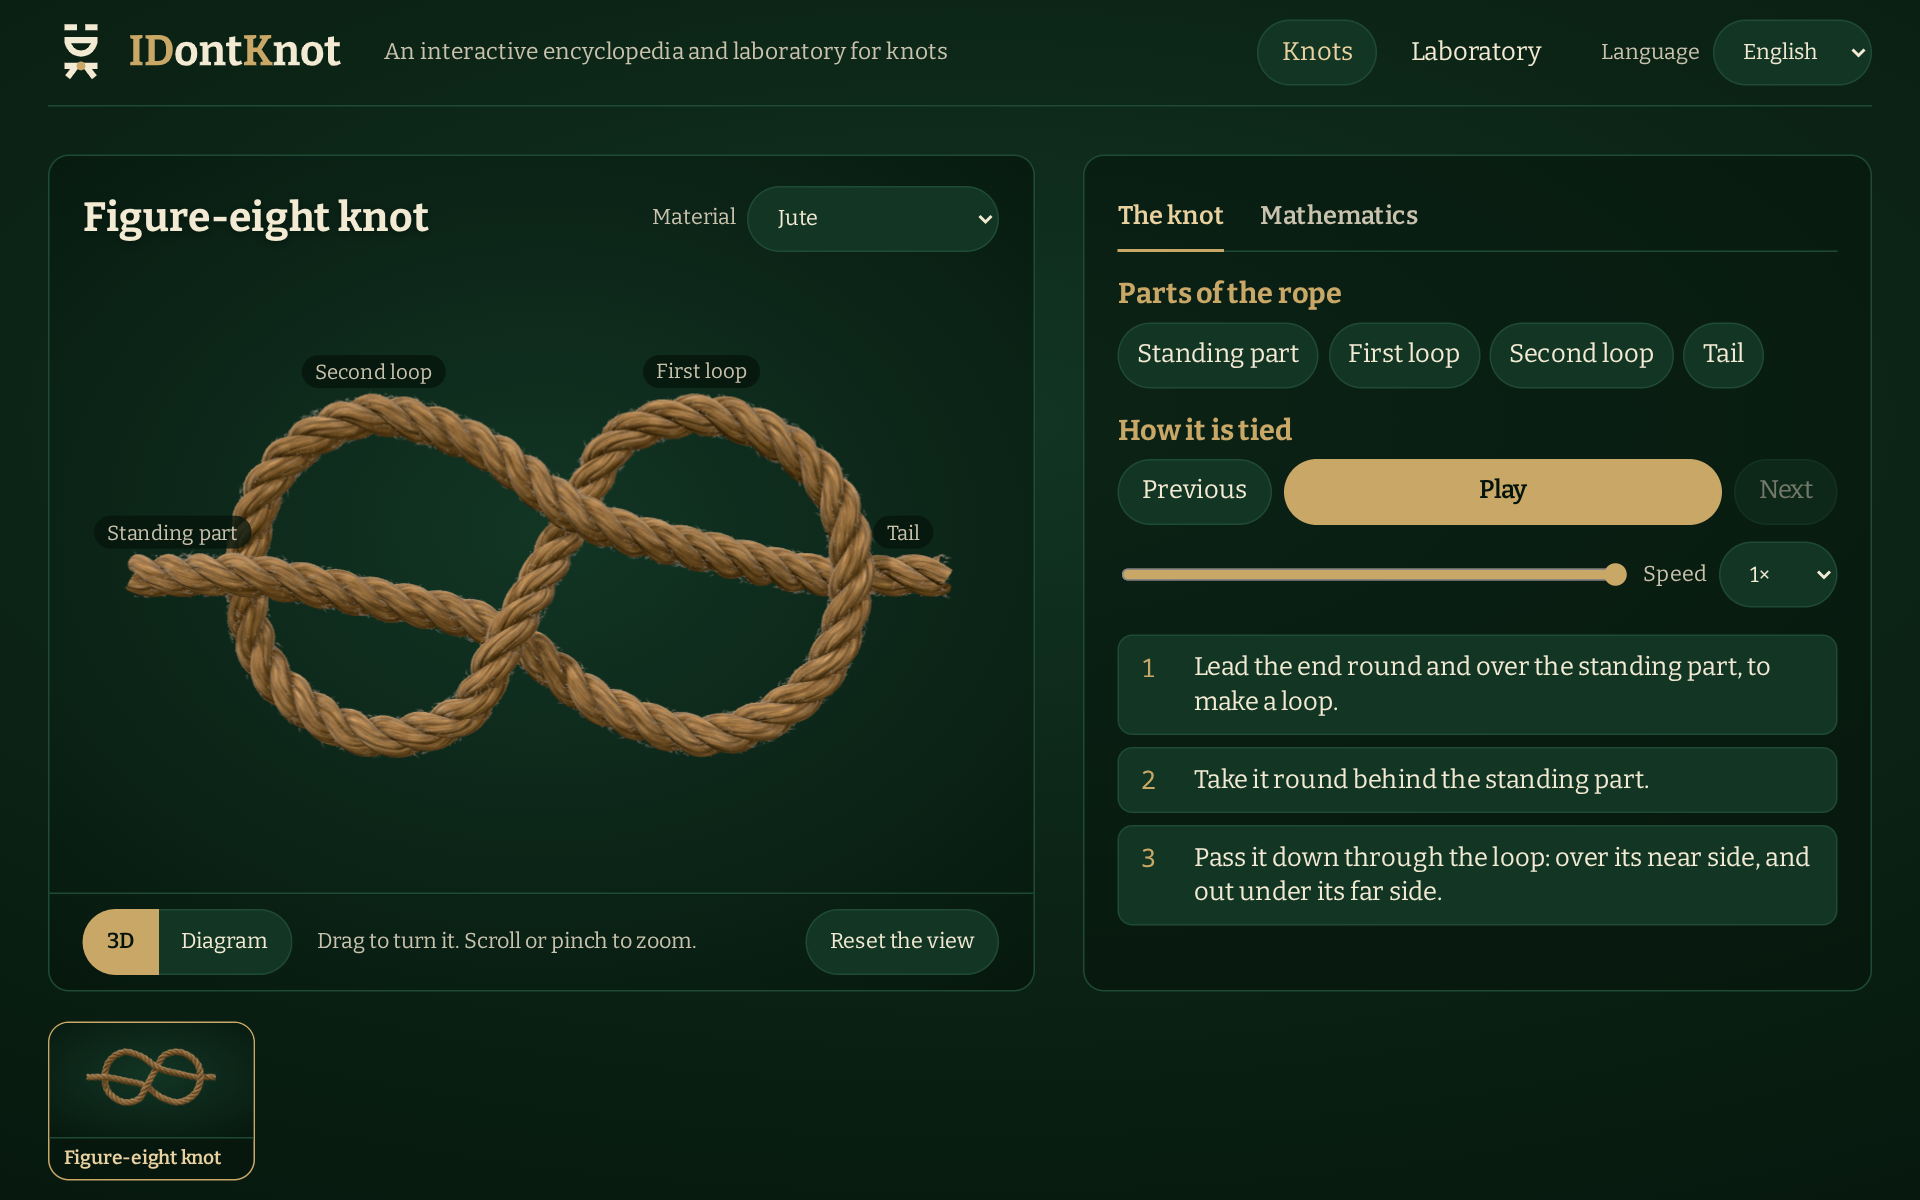 IDontKnot
An interactive encyclopedia and laboratory for knots
Knots
Laboratory
Language
English
Figure-eight knot
Material
Jute
Second loop
First loop
Standing part
Tail
3D
Diagram
Drag to turn it. Scroll or pinch to zoom.
Reset the view
Figure-eight knot
The knot
Mathematics
Parts of the rope
Standing part
First loop
Second loop
Tail
How it is tied
Previous
Play
Next
Speed
1×
1
Lead the end round and over the standing part, to
make a loop.
2
Take it round behind the standing part.
3
Pass it down through the loop: over its near side, and
out under its far side.